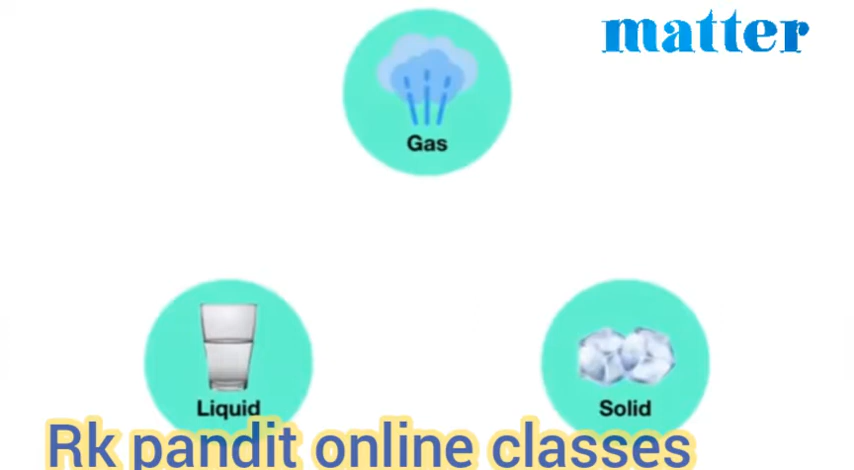 matter
Gas
Liquid
Solid
Rk pandit online classes